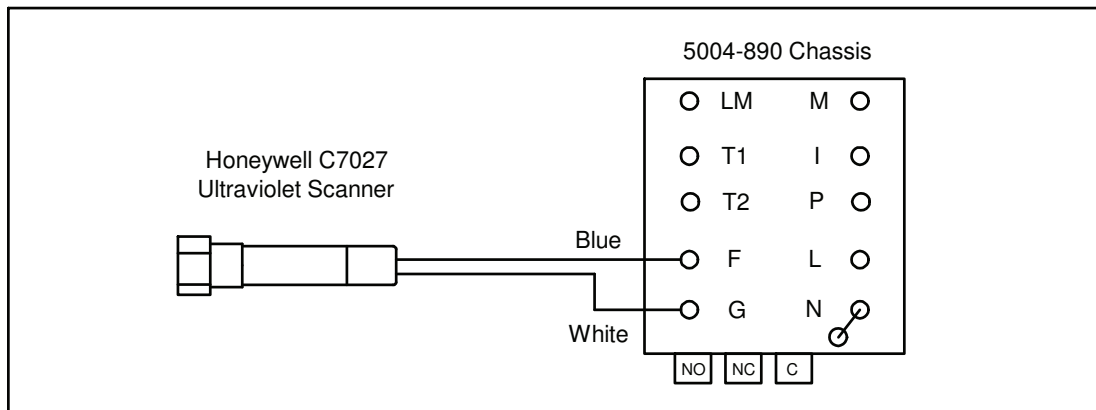 5004-890 Chassis
LM M
Honeywell C7027
Ultraviolet Scanner
T1 I
T2 P
Blue
F L
G N
White
NO NC C